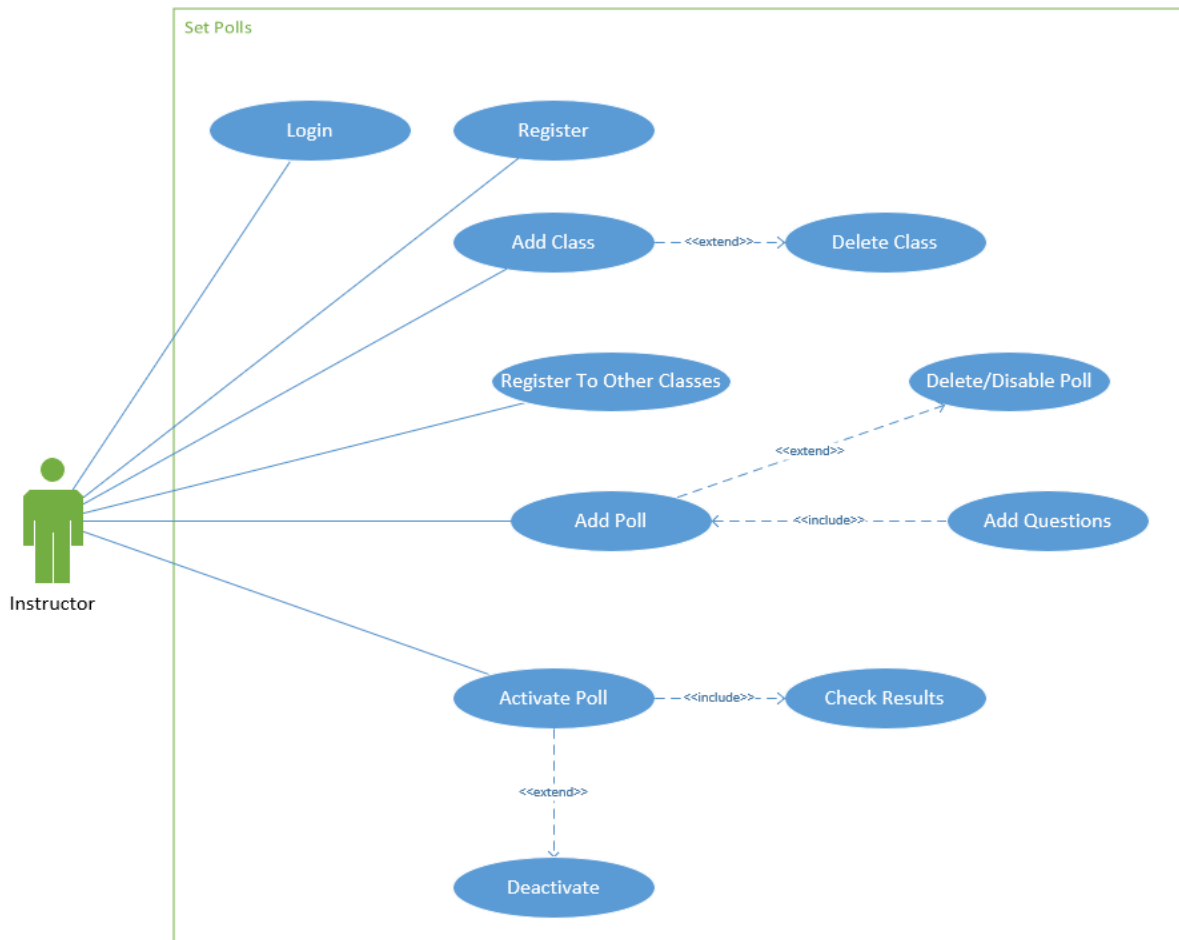 Set Polls
Login
Register
Add Class
<<extend>>
Delete Class
Register To Other Classes
Delete/Disable Poll
<<extend>>
Add Poll
<<include>>
Add Questions
Instructor
Activate Poll
<<include>>
Check Results
<<extend>>
Deactivate